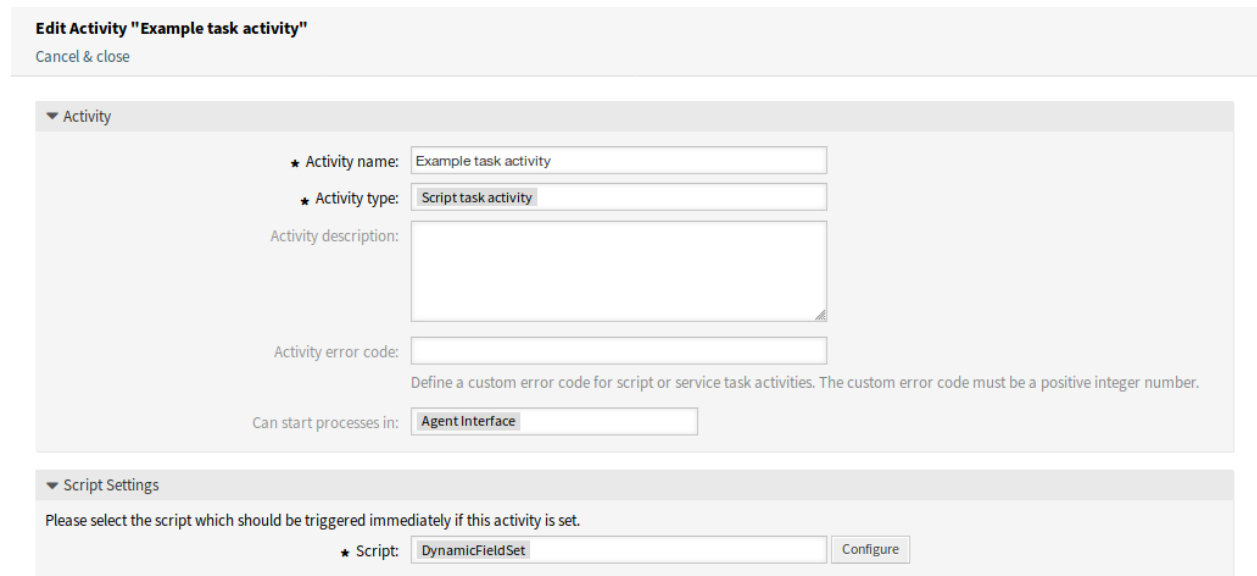 Edit Activity "Example task activity"
Cancel & close
Activity
★ Activity name: Example task activity
★ Activity type: Script task activity
Activity description:
Activity error code:
Define a custom error code for script or service task activities. The custom error code must be a positive integer number.
Can start processes in: Agent Interface
Script Settings
Please select the script which should be triggered immediately if this activity is set.
★ Script: DynamicFieldSet Configure